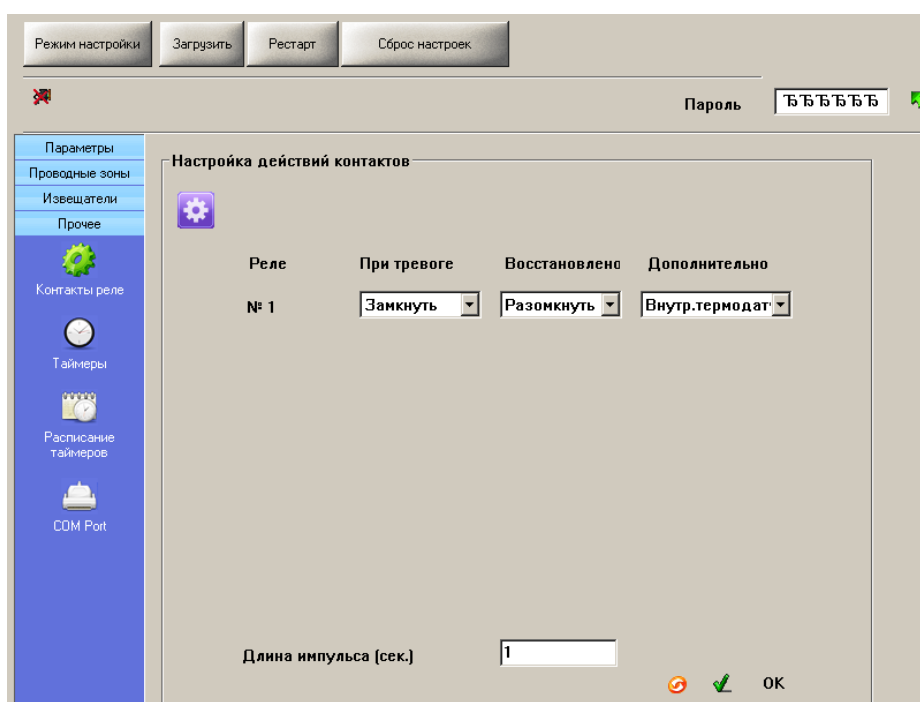 Режим настройки Загрузить Рестарт Сброс настроек
Пароль ЂЂЂЂЂЂ
Параметры
Проводные зоны
Извещатели
Прочее
Контакты реле
Таймеры
Расписание
таймеров
COM Port
Настройка действий контактов
Реле При тревоге Восстановлено Дополнительно
№ 1 Замкнуть Разомкнуть Внутр.термодат
Длина импульса (сек.) 1
OK